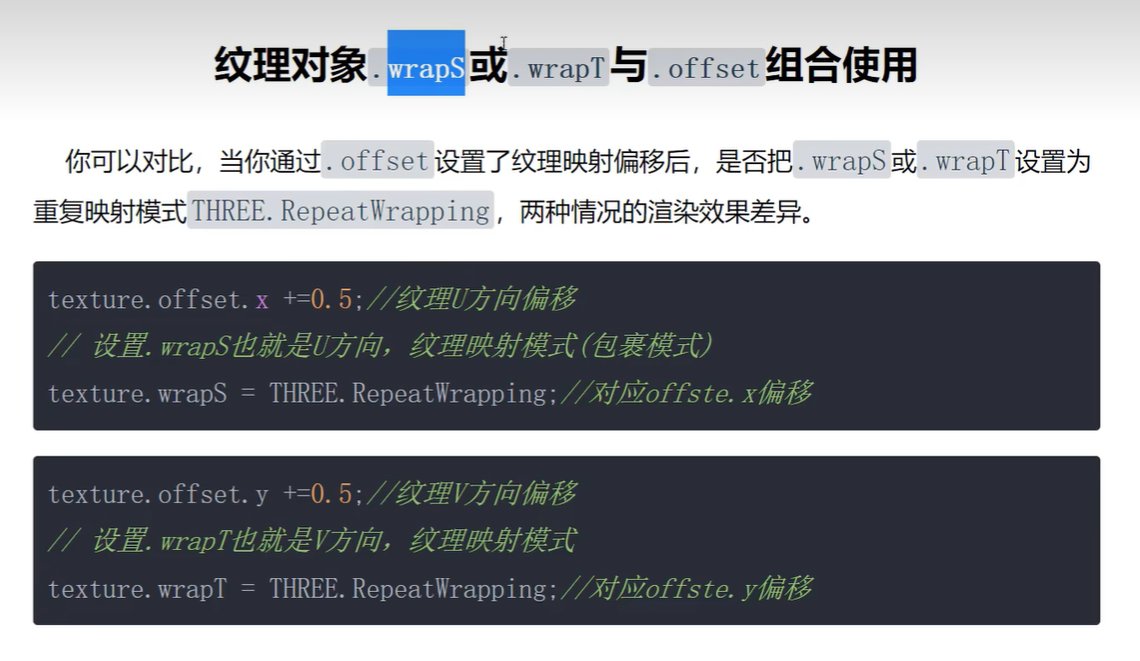 纹理对象.wrapS或.wrapT与.offset组合使用
你可以对比，当你通过.offset设置了纹理映射偏移后，是否把.wrapS或.wrapT设置为
重复映射模式THREE.RepeatWrapping，两种情况的渲染效果差异。
texture.offset.x +=0.5;//纹理U方向偏移
// 设置.wrapS也就是U方向，纹理映射模式(包裹模式)
texture.wrapS = THREE.RepeatWrapping;//对应offste.x偏移
texture.offset.y +=0.5;//纹理V方向偏移
// 设置.wrapT也就是V方向，纹理映射模式
texture.wrapT = THREE.RepeatWrapping;//对应offste.y偏移